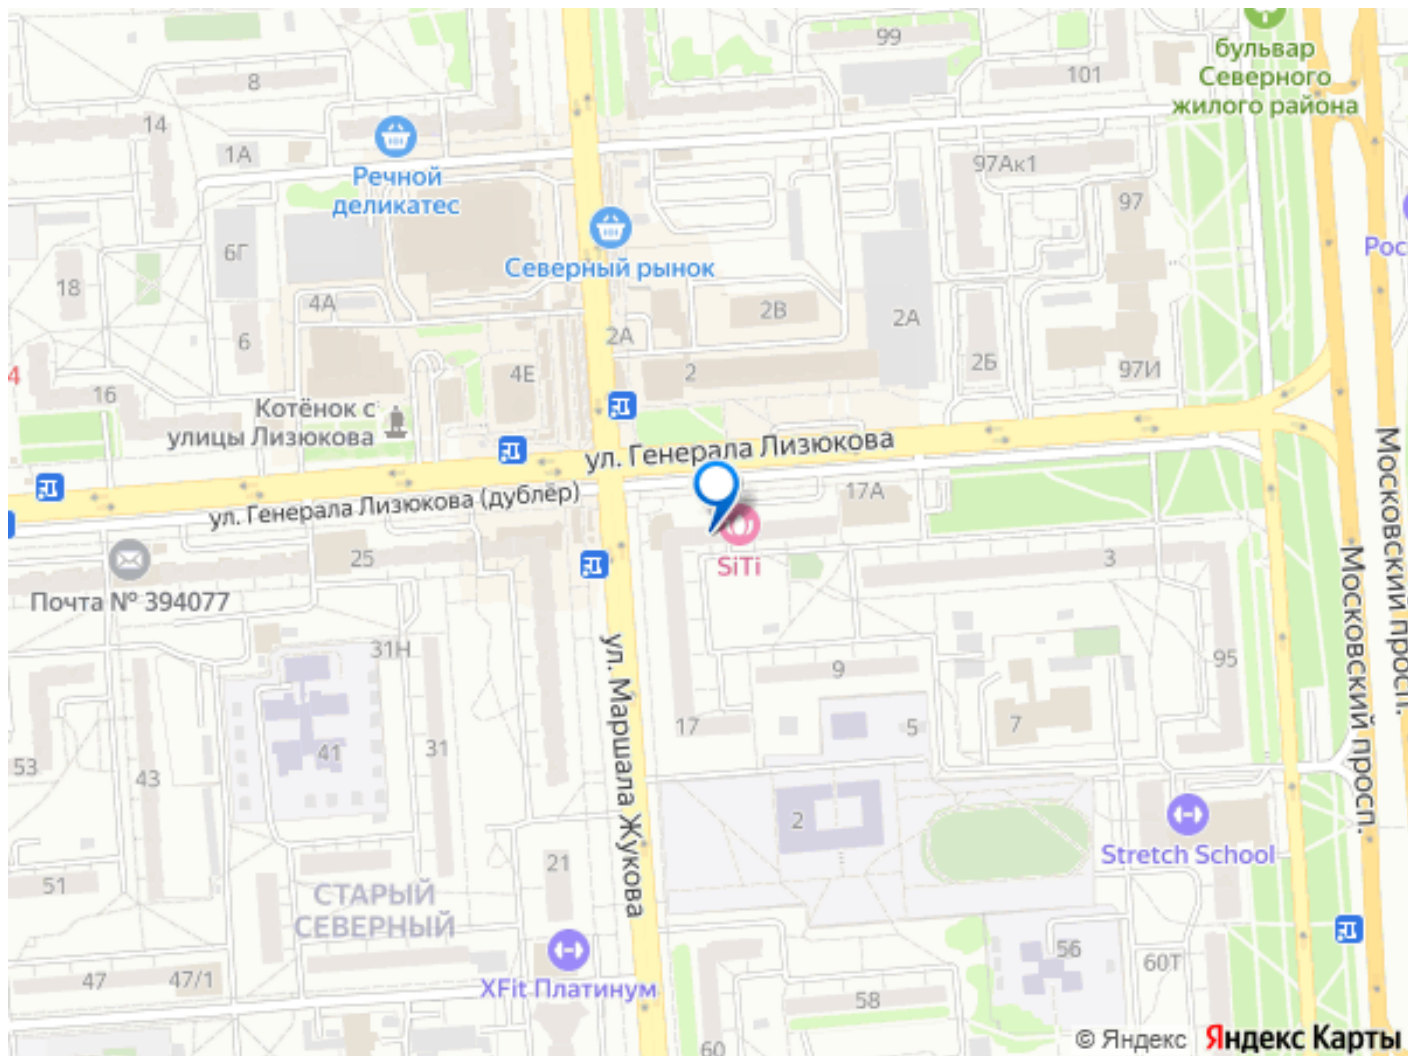 99
бульвар
Северного
жилого района
8
101
14
1А
Речной
деликатес
97Ак1
97
Северный рынок
6Г
Рос
18
4А
2В
2А
2А
6
4Е
2
2Б
97И
4
16
Котёнок с
улицы Лизюкова
ул. Генерала Лизюкова
ул. Генерала Лизюкова (дублёр)
17А
Московский просп.
Московский просп.
SiTi
25
3
Почта № 394077
31Н
ул. Маршала Жукова
9
95
17
5
7
41
31
53
43
2
Stretch School
21
51
СТАРЫЙ
СЕВЕРНЫЙ
47
47/1
XFit Платинум
56
60Т
58
60
© Яндекс Яндекс Карты